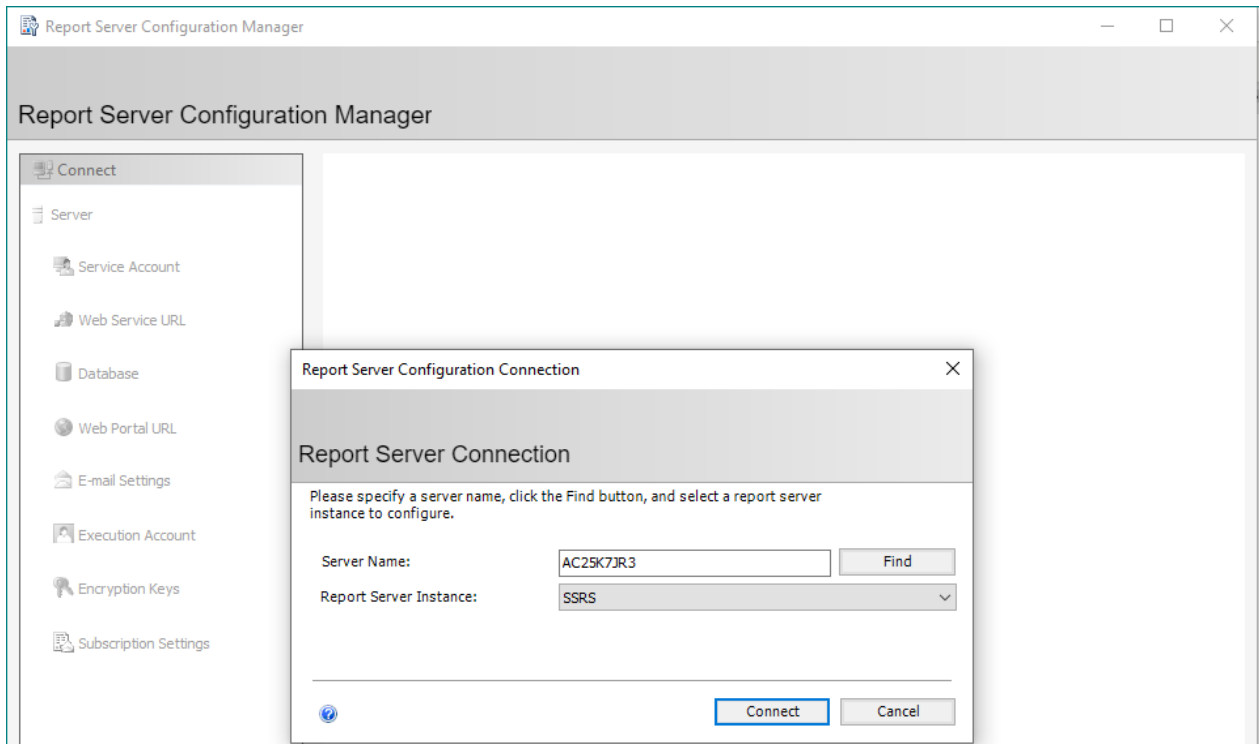 Report Server Configuration Manager
Report Server Configuration Manager
Connect
Server
Service Account
Web Service URL
Database
Web Portal URL
E-mail Settings
Execution Account
Encryption Keys
Subscription Settings
Report Server Configuration Connection
Report Server Connection
Please specify a server name, click the Find button, and select a report server
instance to configure.
Server Name:
AC25K7JR3
Find
Report Server Instance:
SSRS
Connect
Cancel